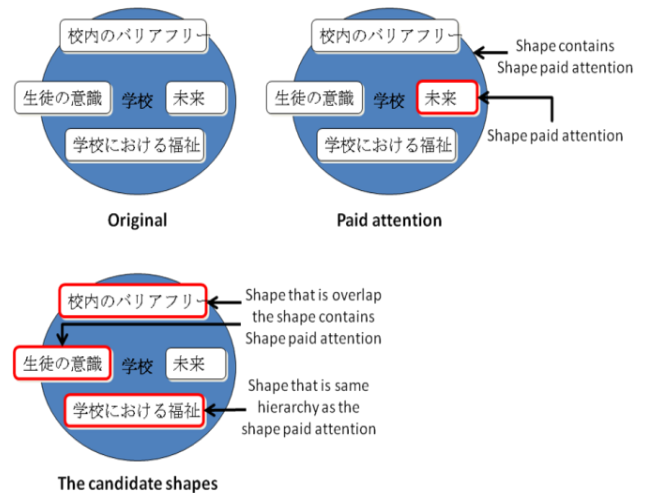 校内のバリアフリー
生徒の意識
学校
未来
学校における福祉
Original
校内のバリアフリー
生徒の意識
学校
未来
学校における福祉
Shape contains
Shape paid attention
Shape paid attention
Paid attention
校内のバリアフリー
生徒の意識
学校
未来
学校における福祉
Shape that is overlap
the shape contains
Shape paid attention
Shape that is same
hierarchy as the
shape paid attention
The candidate shapes